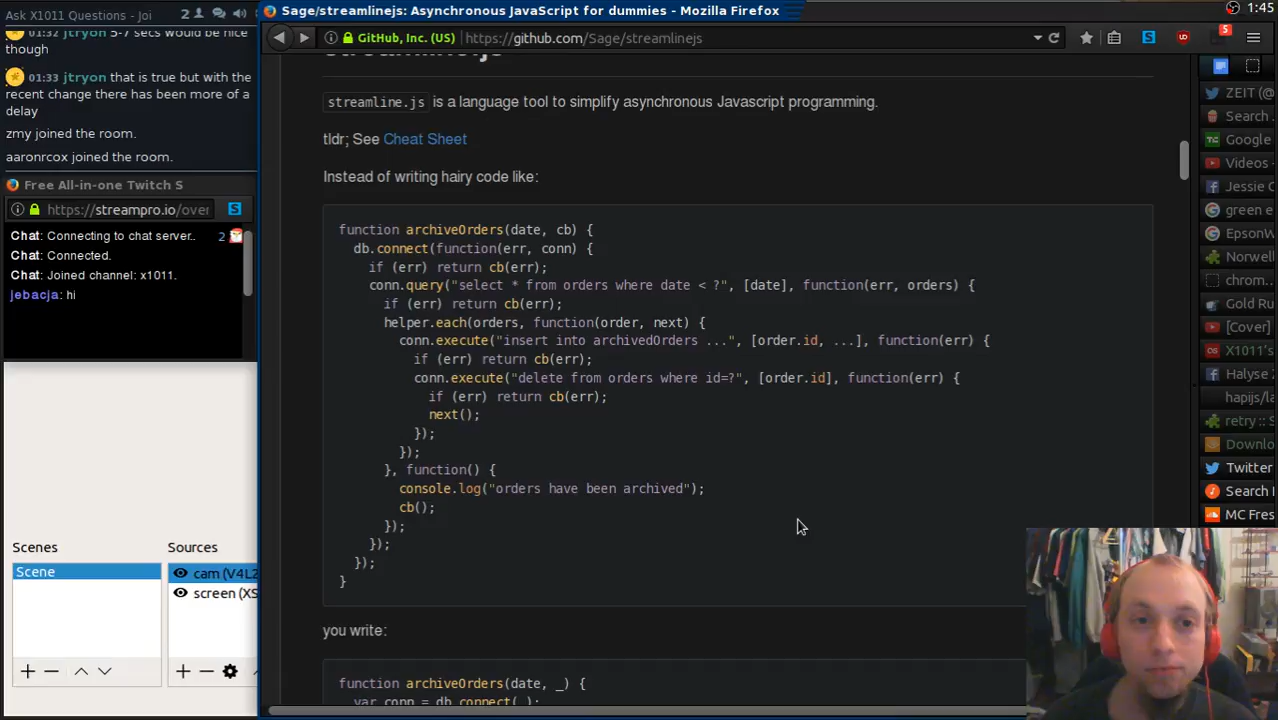 Ask X1011 Questions - Joi
2
01:32 jtryon 5-7 secs would be nice
though
01:33 jtryon that is true but with the
recent change there has been more of a
delay
zmy joined the room.
aaronrcox joined the room.
Free All-in-one Twitch S
https://streampro.io/over
Chat: Connecting to chat server..
2
Chat: Connected.
Chat: Joined channel: x1011.
jebacja: hi
Scenes
Sources
Scene
cam (V4L2
screen (XS
Sage/streamlinejs: Asynchronous JavaScript for dummies - Mozilla Firefox
1:45
GitHub, Inc. (US)
https://github.com/Sage/streamlinejs
5
streamline.js is a language tool to simplify asynchronous Javascript programming.
tldr; See Cheat Sheet
Instead of writing hairy code like:
function archiveOrders(date, cb) {
db.connect(function(err, conn) {
if (err) return cb(err);
conn.query("select * from orders where date < ?", [date], function(err, orders) {
if (err) return cb(err);
helper.each(orders, function(order, next) {
conn.execute("insert into archivedOrders ...", [order.id, ...], function(err) {
if (err) return cb(err);
conn.execute("delete from orders where id=?", [order.id], function(err) {
if (err) return cb(err);
next();
});
});
}, function() {
console.log("orders have been archived");
cb();
});
});
});
}
you write:
function archiveOrders(date, _) {
var conn = db.connect(_);
ZEIT (@
Search
Google
Videos -
Jessie C
green e
EpsonW
Norwell
chrom.
Gold Ru
[Cover]
X1011's
Halyse Z
hapijs/la
retry :: S
Downlo
Twitter
Search
MC Fres